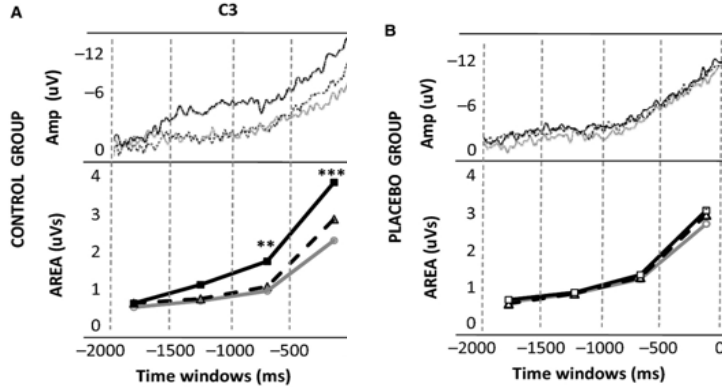 A
C3
B
CONTROL GROUP
Amp (uV)
−12
−6
0
AREA (uVs)
4
3
2
1
0
**
***
−2000 −1500 −1000 −500
Time windows (ms)
PLACEBO GROUP
Amp (uV)
−12
−6
0
AREA (uVs)
4
3
2
1
0
−2000 −1500 −1000 −500 0
Time windows (ms)